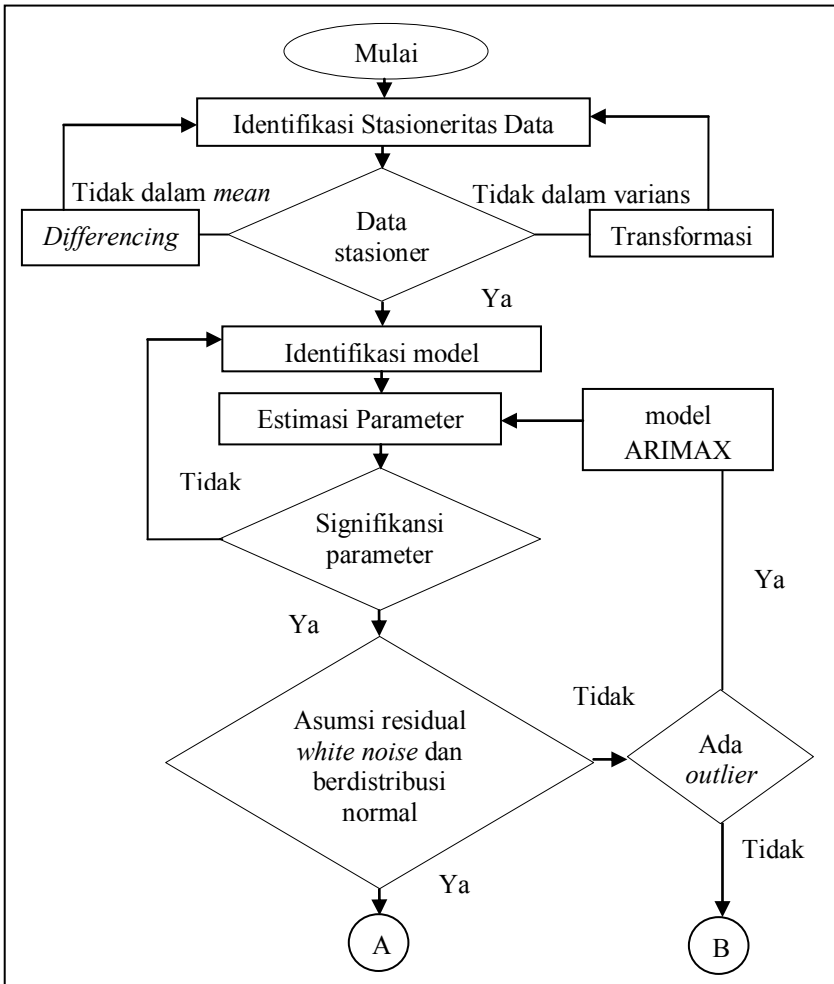 Mulai
Identifikasi Stasioneritas Data
Tidak dalam mean
Tidak dalam varians
Differencing
Data
stasioner
Transformasi
Ya
Identifikasi model
Estimasi Parameter
model
ARIMAX
Tidak
Signifikansi
parameter
Ya
Ya
Tidak
Asumsi residual
white noise dan
berdistribusi
normal
Ada
outlier
Tidak
Ya
A
B